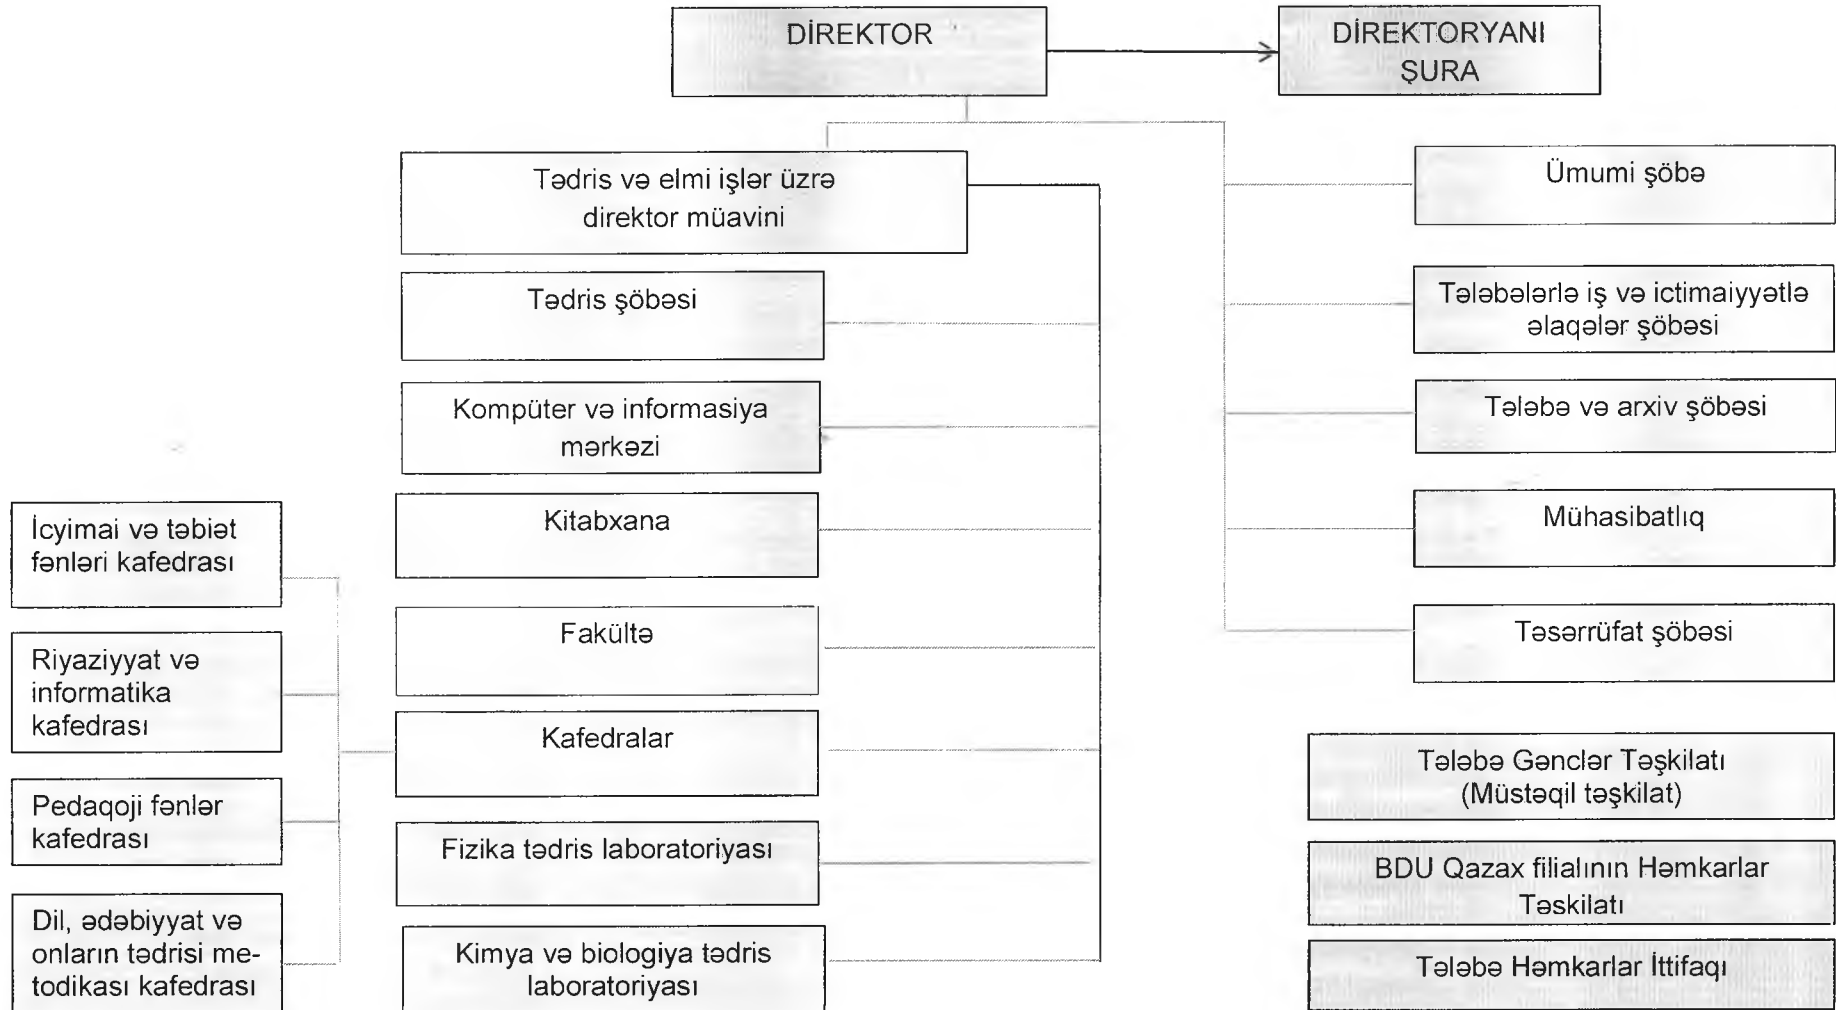 DİREKTOR
DİREKTORYANI
ŞURA
Tədris və elmi işlər üzrə
direktor müavini
Tədris şöbəsi
Kompüter və informasiya
mərkəzi
Kitabxana
Fakültə
Kafedralar
Fizika tədris laboratoriyası
Kimya və biologiya tədris
laboratoriyası
İcyimai və təbiət
fənləri kafedrası
Riyaziyyat və
informatika
kafedrası
Pedaqoji fənlər
kafedrası
Dil, ədəbiyyat və
onların tədrisi me-
todikası kafedrası
Ümumi şöbə
Tələbələrlə iş və ictimaiyyətlə
əlaqələr şöbəsi
Tələbə və arxiv şöbəsi
Mühasibatlıq
Təsərrüfat şöbəsi
Tələbə Gənclər Təşkilatı
(Müstəqil təşkilat)
BDU Qazax filialının Həmkarlar
Təskilatı
Tələbə Həmkarlar İttifaqı